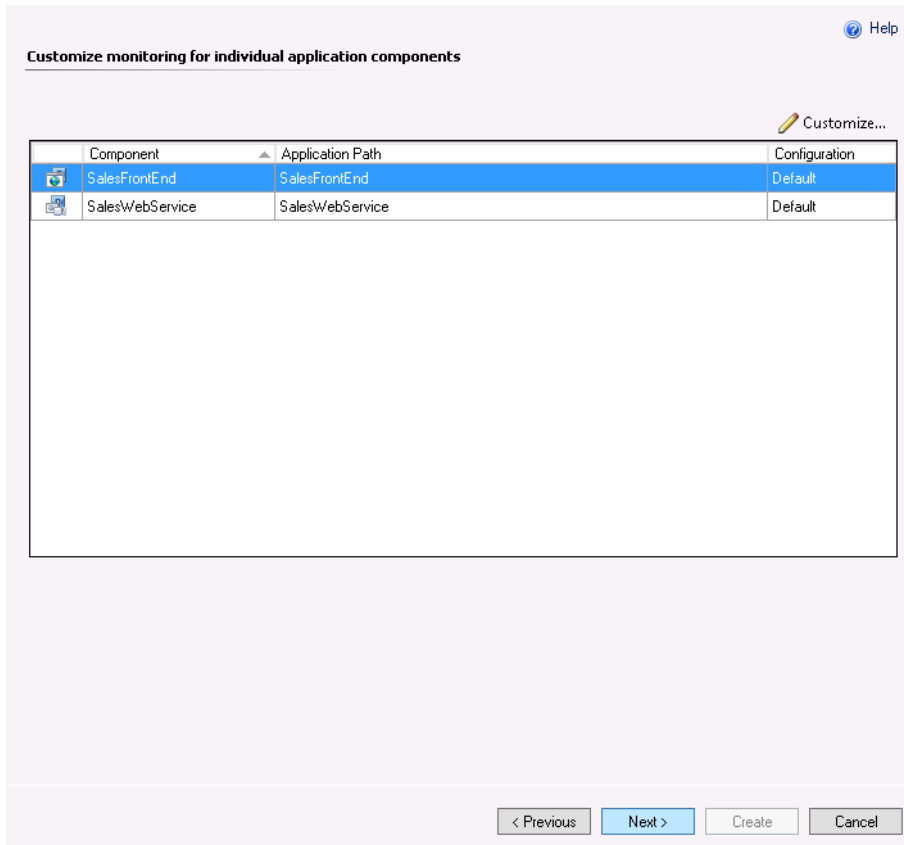 Help
Customize monitoring for individual application components
Customize...
Component Application Path Configuration
SalesFrontEnd SalesFrontEnd Default
SalesWebService SalesWebService Default
< Previous Next > Create Cancel